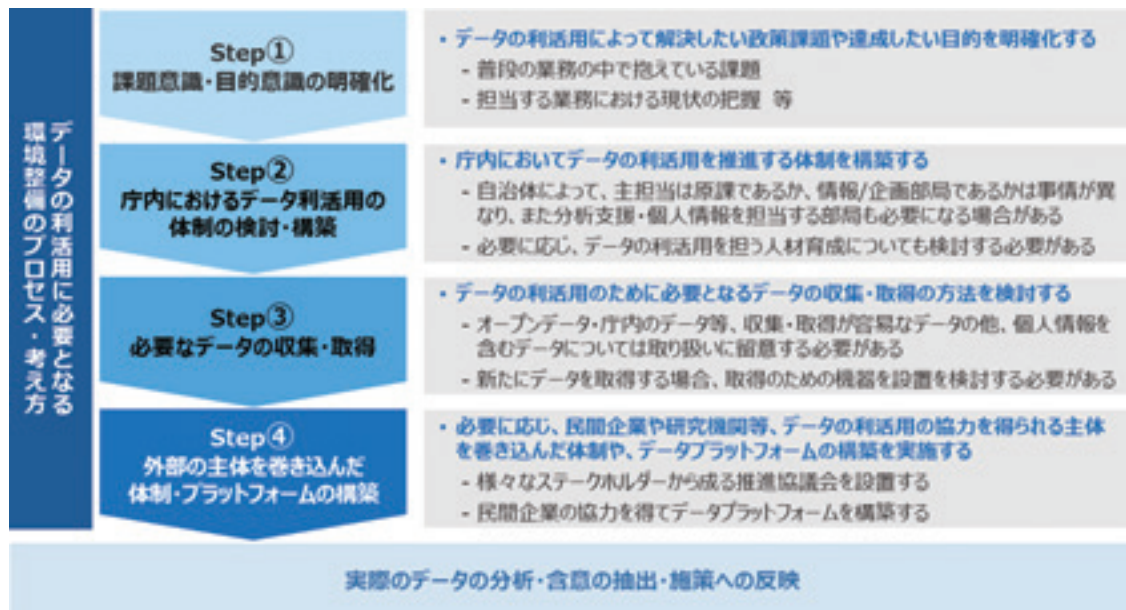 データの利活用に必要となる
環境整備のプロセス・考え方
Step①
課題意識・目的意識の明確化
・データの利活用によって解決したい政策課題や達成したい目的を明確化する
- 普段の業務の中で抱えている課題
- 担当する業務における現状の把握 等
Step②
庁内におけるデータ利活用の
体制の検討・構築
・庁内においてデータの利活用を推進する体制を構築する
- 自治体によって、主担当は原課であるか、情報/企画部局であるかは事情が異
なり、また分析支援・個人情報を担当する部局も必要になる場合がある
- 必要に応じ、データの利活用を担う人材育成についても検討する必要がある
Step③
必要なデータの収集・取得
・データの利活用のために必要となるデータの収集・取得の方法を検討する
- オープンデータ・庁内のデータ等、収集・取得が容易なデータの他、個人情報を
含むデータについては取り扱いに留意する必要がある
- 新たにデータを取得する場合、取得のための機器を設置を検討する必要がある
Step④
外部の主体を巻き込んだ
体制・プラットフォームの構築
・必要に応じ、民間企業や研究機関等、データの利活用の協力を得られる主体
を巻き込んだ体制や、データプラットフォームの構築を実施する
- 様々なステークホルダーから成る推進協議会を設置する
- 民間企業の協力を得てデータプラットフォームを構築する
実際のデータの分析・含意の抽出・施策への反映